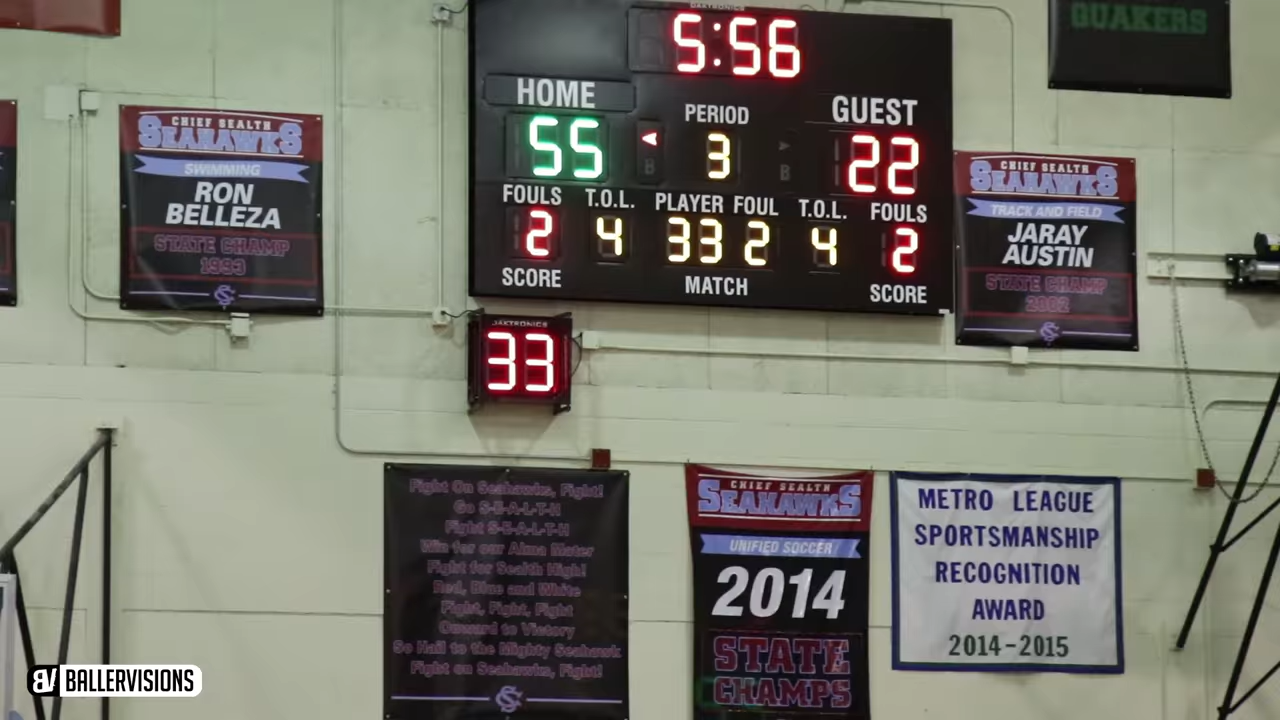 DAKTRONICS
5:56
HOME
PERIOD
GUEST
55
3
22
B
B
FOULS
T.O.L.
PLAYER FOUL
T.O.L.
FOULS
2
4
33
2
4
2
SCORE
MATCH
SCORE
DAKTRONICS
33
QUAKERS
CHIEF SEALTH
SEAHAWKS
SWIMMING
RON
BELLEZA
STATE CHAMP
1993
CHIEF SEALTH
SEAHAWKS
TRACK AND FIELD
JARAY
AUSTIN
STATE CHAMP
2002
Fight On Seahawks, Fight!
Go S-E-A-L-T-H
Fight S-E-A-L-T-H
Win for our Alma Mater
Fight for Sealth High!
Red, Blue and White
Fight, Fight, Fight
Onward to Victory
So Hail to the Mighty Seahawk
Fight on Seahawks, Fight!
CHIEF SEALTH
SEAHAWKS
UNIFIED SOCCER
2014
STATE
CHAMPS
METRO LEAGUE
SPORTSMANSHIP
RECOGNITION
AWARD
2014-2015
BV BALLERVISIONS